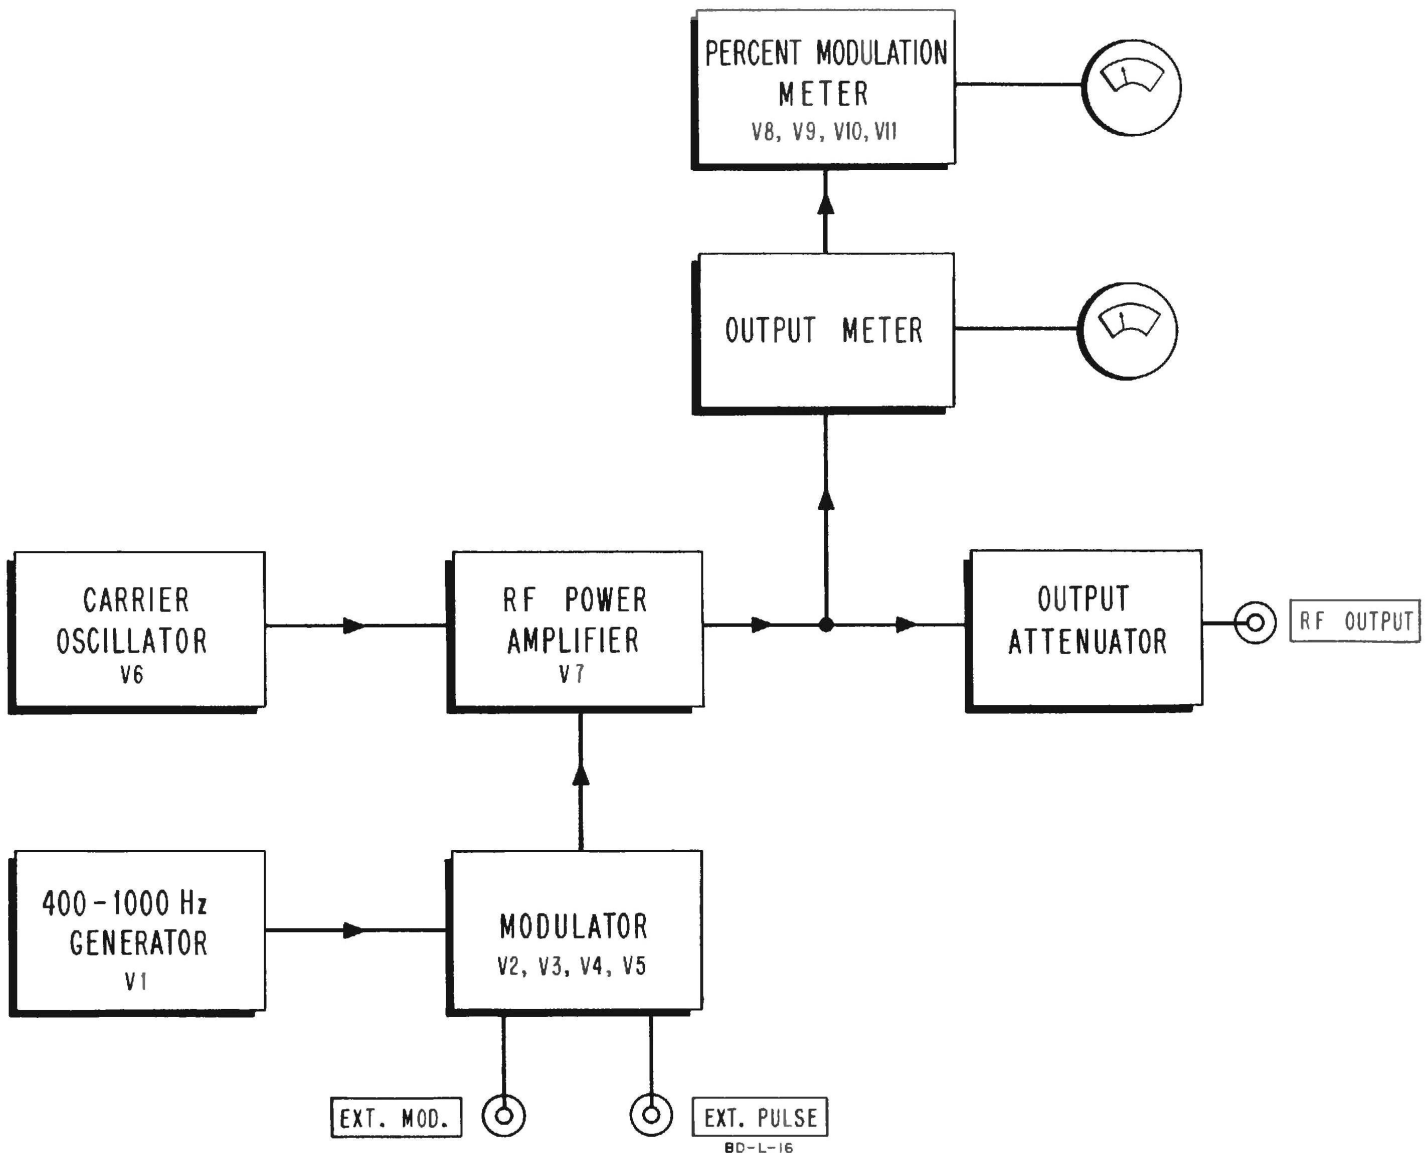 PERCENT MODULATION
METER
V8, V9, V10, V11
OUTPUT METER
CARRIER
OSCILLATOR
V6
RF POWER
AMPLIFIER
V7
OUTPUT
ATTENUATOR
RF OUTPUT
400-1000 Hz
GENERATOR
V1
MODULATOR
V2, V3, V4, V5
EXT. MOD.
EXT. PULSE
BD-L-16